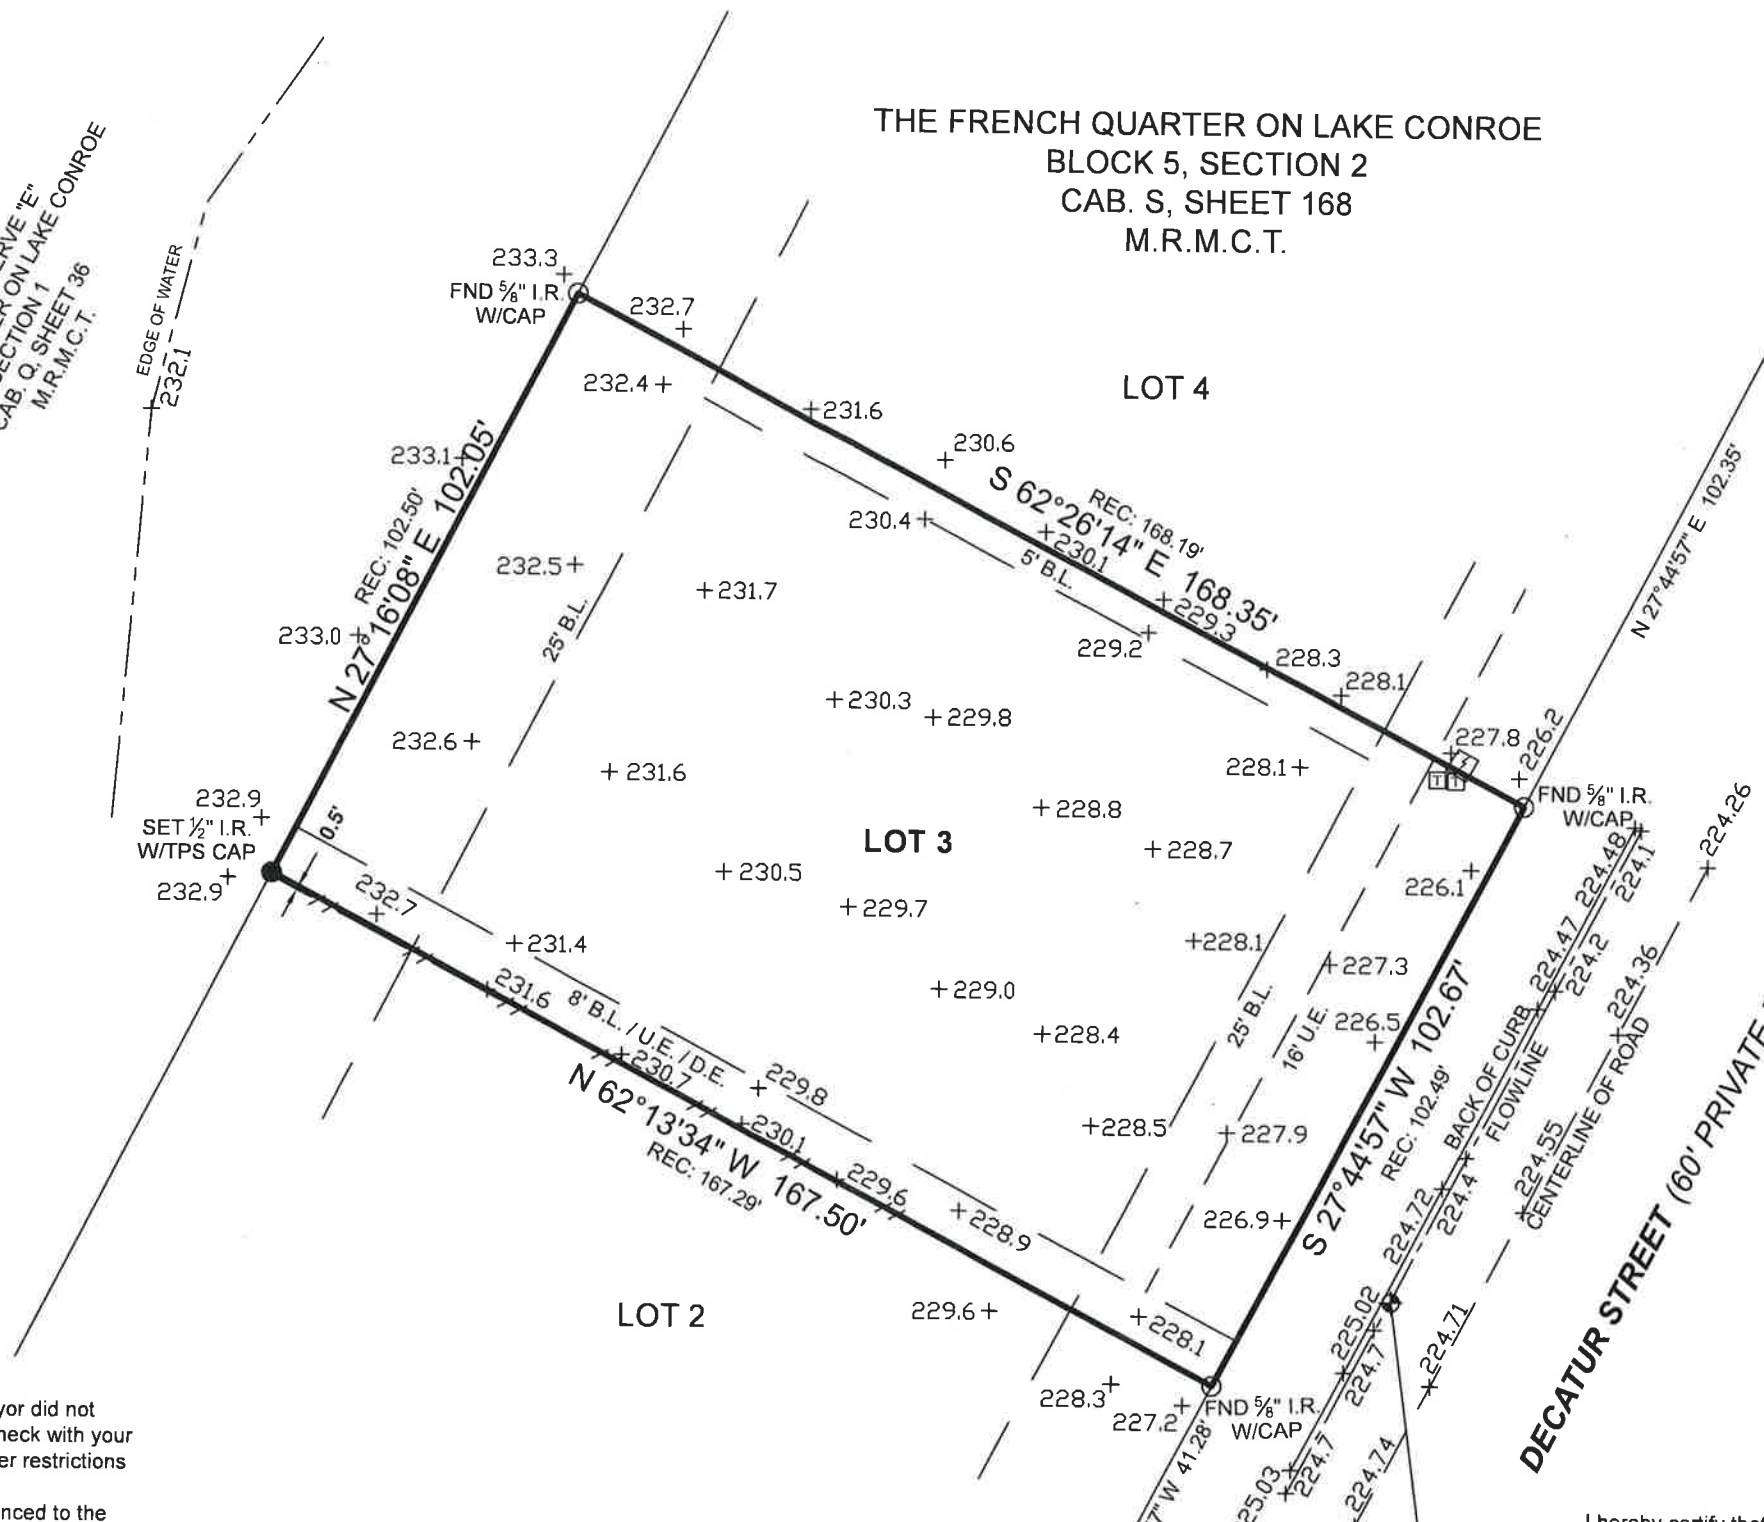 THE FRENCH QUARTER ON LAKE CONROE
BLOCK 5, SECTION 2
CAB. S, SHEET 168
M.R.M.C.T.
"E"
ON LAKE CONROE
SECTION 1
CAB. Q, SHEET 36
M.R.M.C.T.
EDGE OF WATER
232.1
233.3
FND ⅝" I.R.
W/CAP
232.7
232.4
231.6
LOT 4
230.6
S 62°26'14" E 168.35'
REC: 168.19'
233.1
N 27°16'08" E 102.05'
REC: 102.50'
230.4
230.1
5' B.L.
N 27°44'57" E 102.35'
232.5
231.7
25' B.L.
229.3
229.2
233.0
228.3
228.1
230.3
229.8
227.8
226.2
232.6
231.6
228.1
T
T
FND ⅝" I.R.
W/CAP
232.9
SET ½" I.R.
W/TPS CAP
232.9
0.5'
228.8
LOT 3
228.7
224.48
224.1
224.26
230.5
226.1
232.7
229.7
231.4
228.1
227.3
224.47
224.2
224.36
231.6
8' B.L. / U.E. / D.E.
229.0
25' B.L.
16' U.E.
226.5
228.4
S 27°44'57" W 102.67'
REC: 102.49'
BACK OF CURB
FLOWLINE
CENTERLINE OF ROAD
230.7
229.8
N 62°13'34" W 167.50'
REC: 167.29'
230.1
228.5
227.9
224.55
229.6
224.72
224.4
228.9
226.9
DECATUR STREET (60' PRIVATE
LOT 2
229.6
228.1
225.02
224.7
224.71
228.3
227.2
FND ⅝" I.R.
W/CAP
7" W 41.28'
25.03
224.7
224.74
did not
check with your
restrictions
to the
I hereby certify